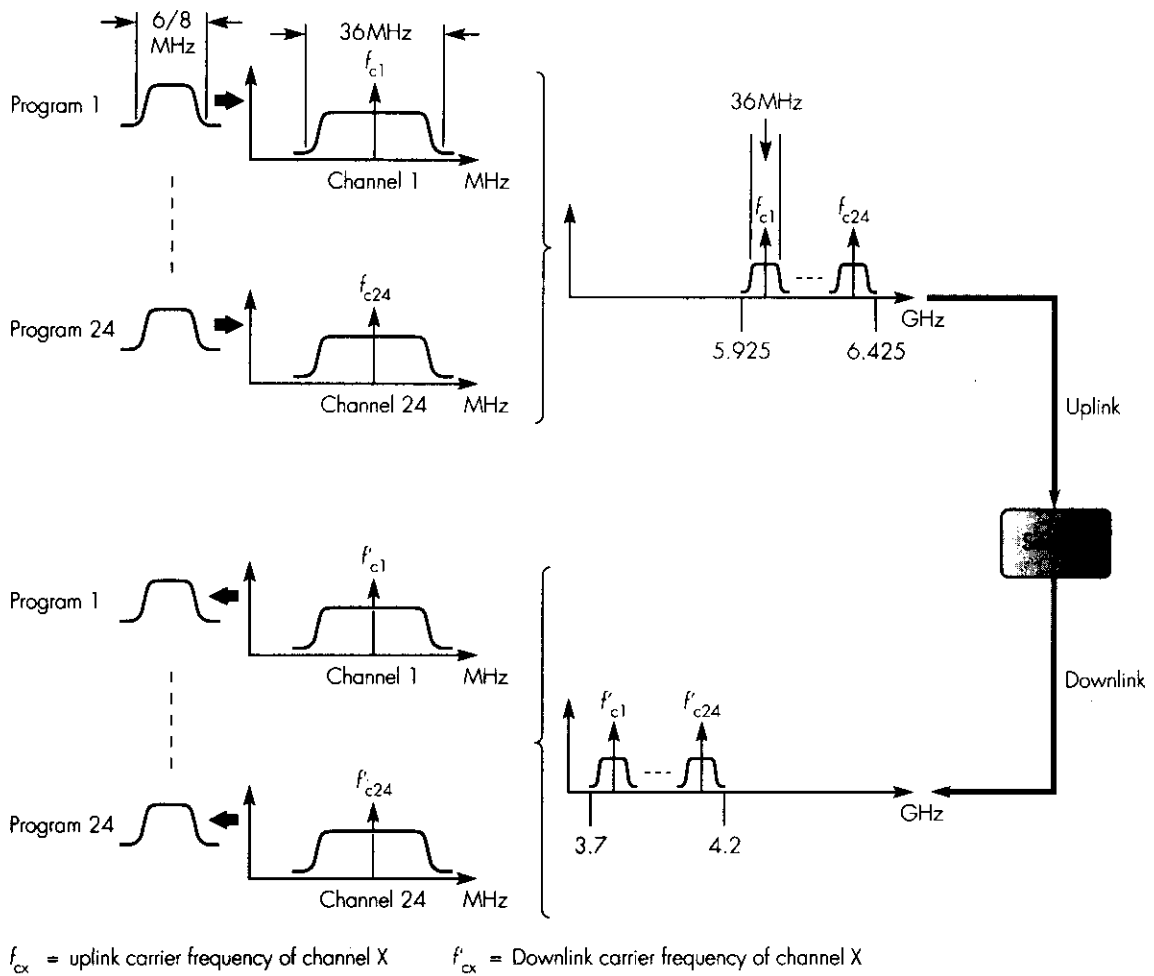 6/8
MHz
36MHz
Program 1
f_c1
Channel 1 MHz
Program 24
f_c24
Channel 24 MHz
36MHz
f_c1 f_c24
GHz
5.925 6.425
Uplink
Program 1
f'_c1
Channel 1 MHz
Program 24
f'_c24
Channel 24 MHz
f'_c1 f'_c24
GHz
3.7 4.2
Downlink
f_cx = uplink carrier frequency of channel X f'_cx = Downlink carrier frequency of channel X